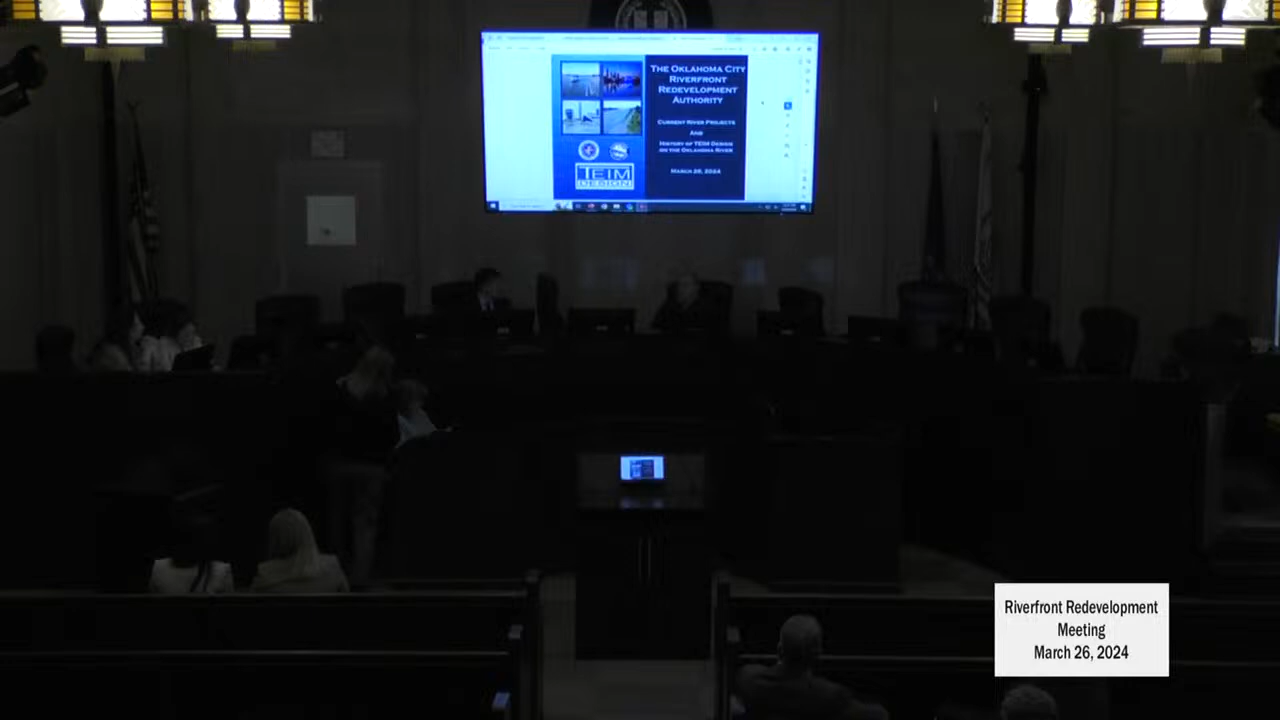 THE OKLAHOMA CITY
RIVERFRONT
REDEVELOPMENT
AUTHORITY
CURRENT RIVER PROJECTS
AND
HISTORY OF TEIM DESIGN
ON THE OKLAHOMA RIVER
MARCH 26, 2024
TEIM
DESIGN
Riverfront Redevelopment
Meeting
March 26, 2024